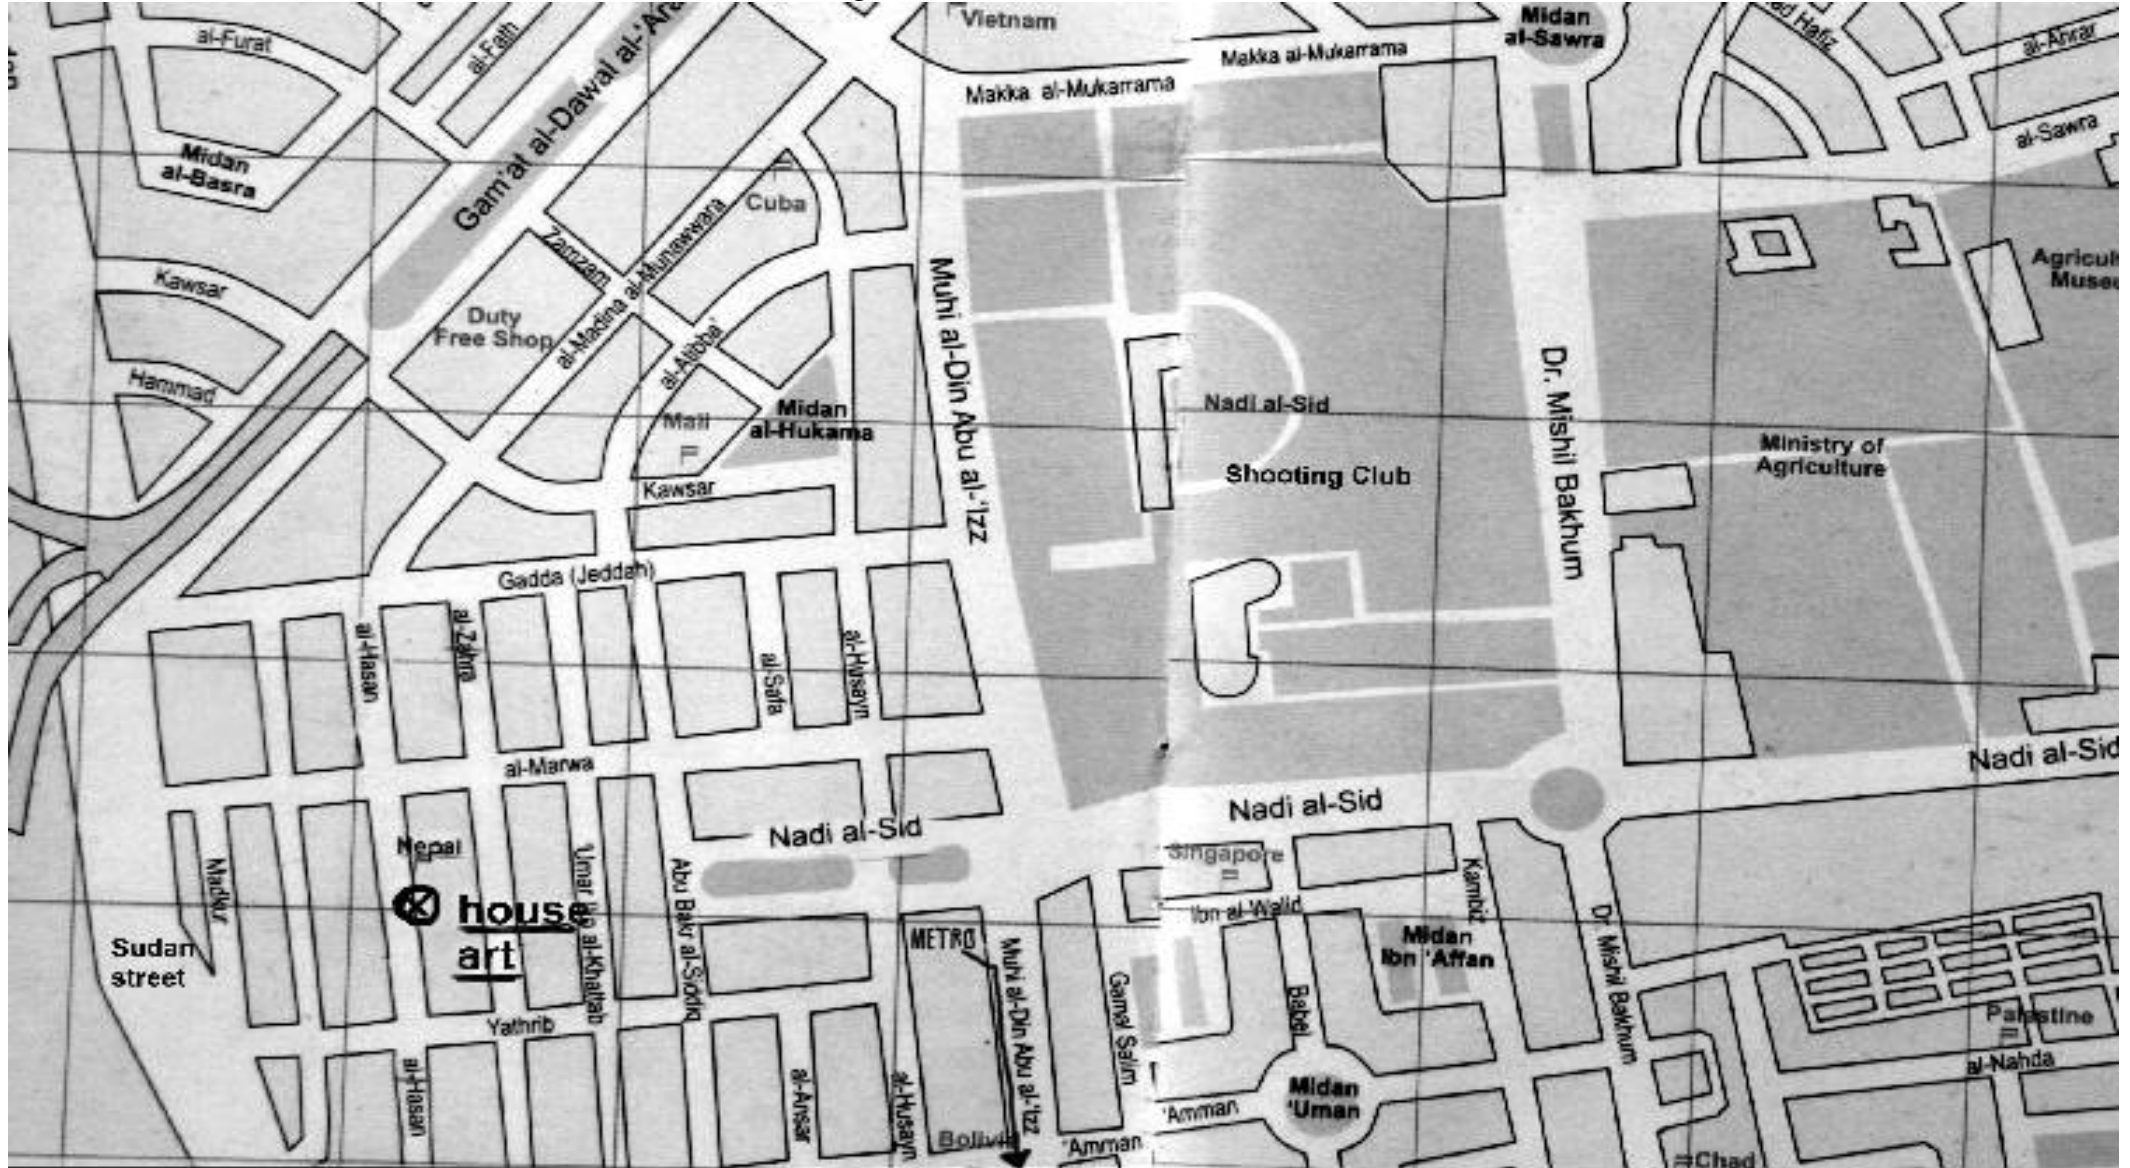 Vietnam
Midan
al-Sawra
ad Hafiz
al-Ahrar
al-Furat
al-Fath
Gam'at al-Dawal al-'Ara
Makka al-Mukarrama
Makka al-Mukarrama
al-Sawra
Midan
al-Basra
Cuba
Zamzam
al-Madina al-Munawwara
Kawsar
Duty
Free Shop
al-Atibba'
Muhi al-Din Abu al-'Izz
Agricul
Museu
Hammad
Mali
Midan
al-Hukama
Nadi al-Sid
Shooting Club
Dr. Mishil Bakhum
Ministry of
Agriculture
Kawsar
Gadda (Jeddah)
al-Hasan
al-Zahra
al-Safa
al-Husayn
al-Marwa
Nadi al-Sid
Nadi al-Sid
Nadi al-Sid
Nepal
Singapore
Madkur
'Umar ibn al-Khattab
Abu Bakr al-Siddiq
Kambiz
house
art
Ibn al-Walid
METRO
Midan
Ibn 'Affan
Dr. Mishil Bakhum
Sudan
street
Muhi al-Din Abu al-'Izz
Gamal Salim
Babel
Palestine
Yathrib
al-Nahda
al-Hasan
al-Ansar
al-Husayn
Midan
'Uman
'Amman
Bolivia
'Amman
Chad